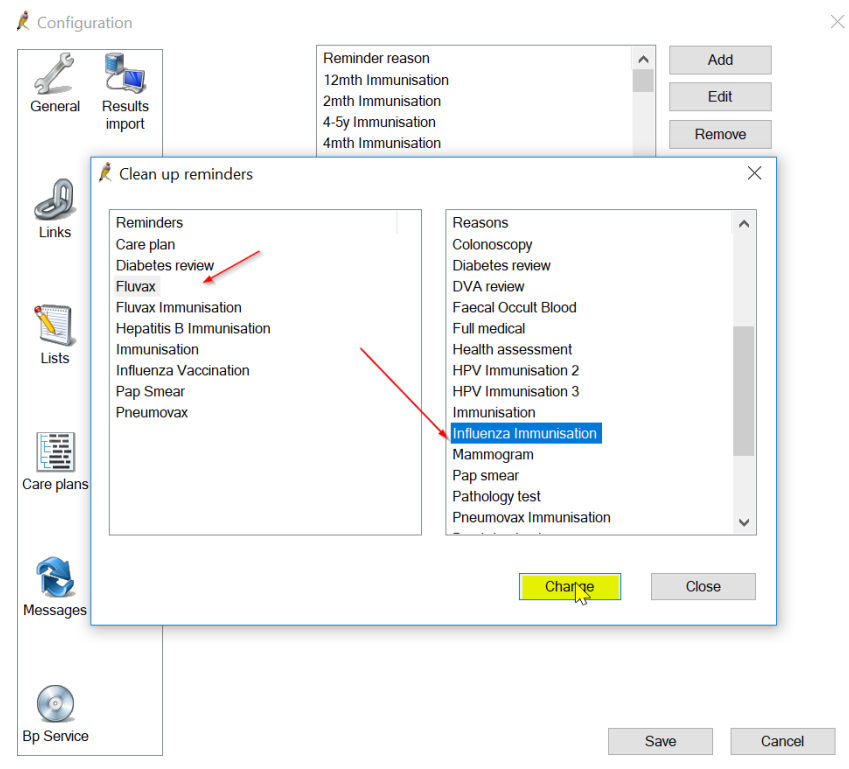 Configuration
General
Results
import
Links
Lists
Care plans
Messages
Bp Service
Reminder reason
12mth Immunisation
2mth Immunisation
4-5y Immunisation
4mth Immunisation
Add
Edit
Remove
Clean up reminders
Reminders
Care plan
Diabetes review
Fluvax
Fluvax Immunisation
Hepatitis B Immunisation
Immunisation
Influenza Vaccination
Pap Smear
Pneumovax
Reasons
Colonoscopy
Diabetes review
DVA review
Faecal Occult Blood
Full medical
Health assessment
HPV Immunisation 2
HPV Immunisation 3
Immunisation
Influenza Immunisation
Mammogram
Pap smear
Pathology test
Pneumovax Immunisation
Change
Close
Save
Cancel